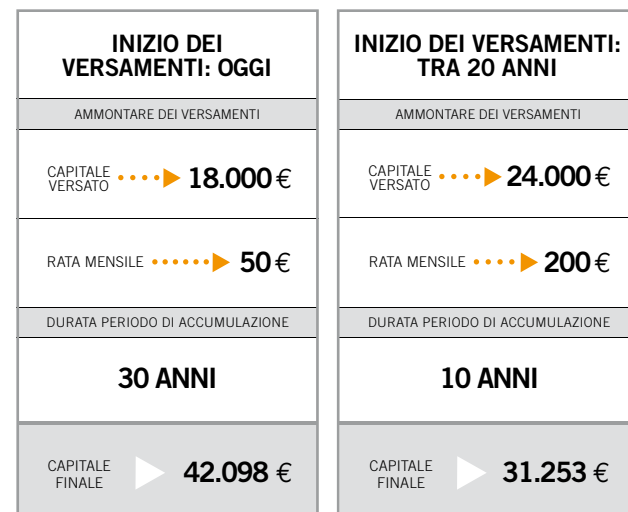 INIZIO DEI
VERSAMENTI: OGGI
AMMONTARE DEI VERSAMENTI
CAPITALE
VERSATO
18.000 €
RATA MENSILE 50 €
DURATA PERIODO DI ACCUMULAZIONE
30 ANNI
CAPITALE
FINALE
42.098 €
INIZIO DEI VERSAMENTI:
TRA 20 ANNI
AMMONTARE DEI VERSAMENTI
CAPITALE
VERSATO
24.000 €
RATA MENSILE 200 €
DURATA PERIODO DI ACCUMULAZIONE
10 ANNI
CAPITALE
FINALE
31.253 €